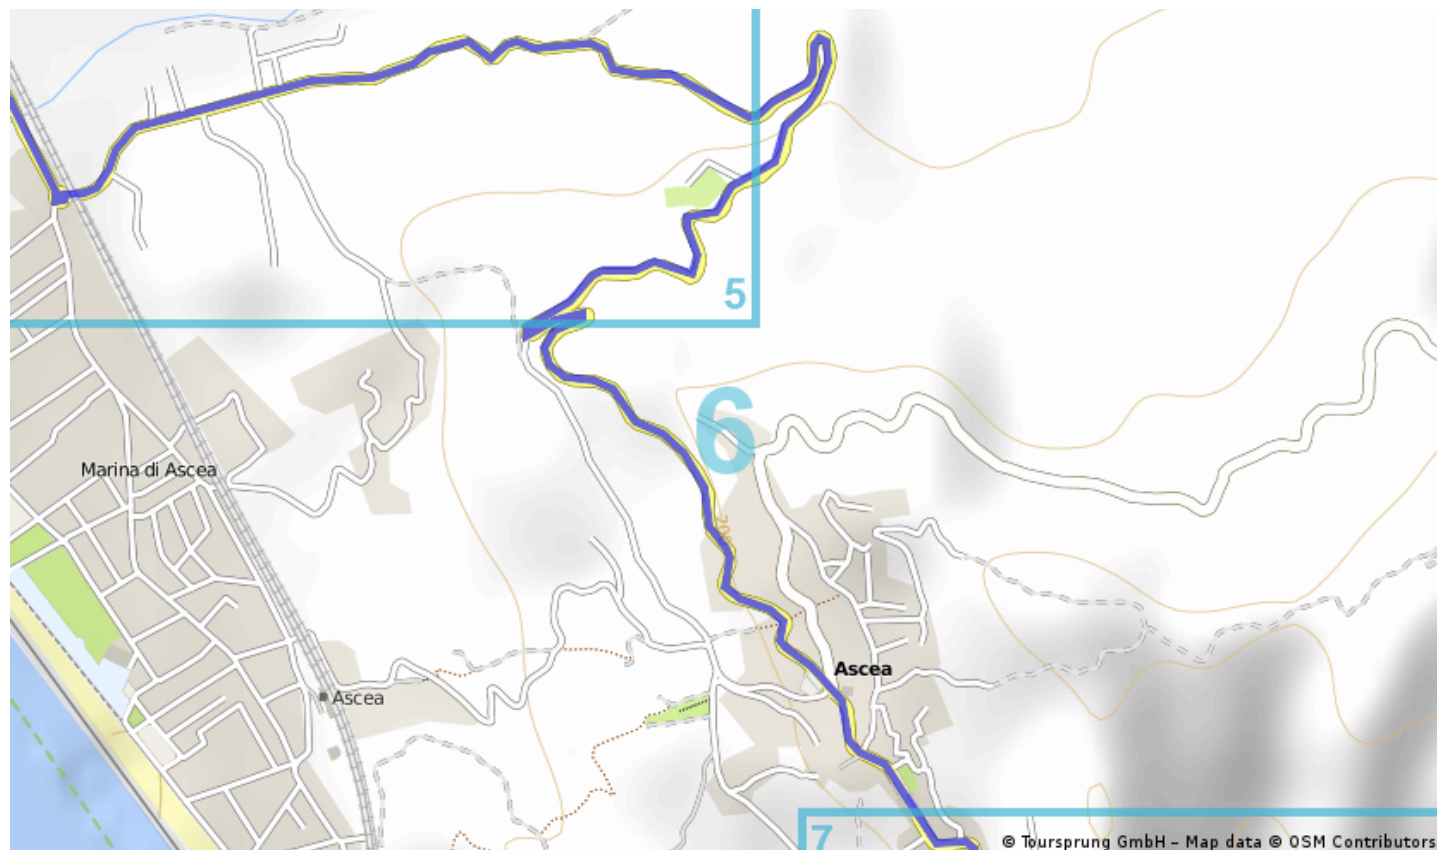 5
6
Marina di Ascea
Ascea
Ascea
7
© Toursprung GmbH – Map data © OSM Contributors